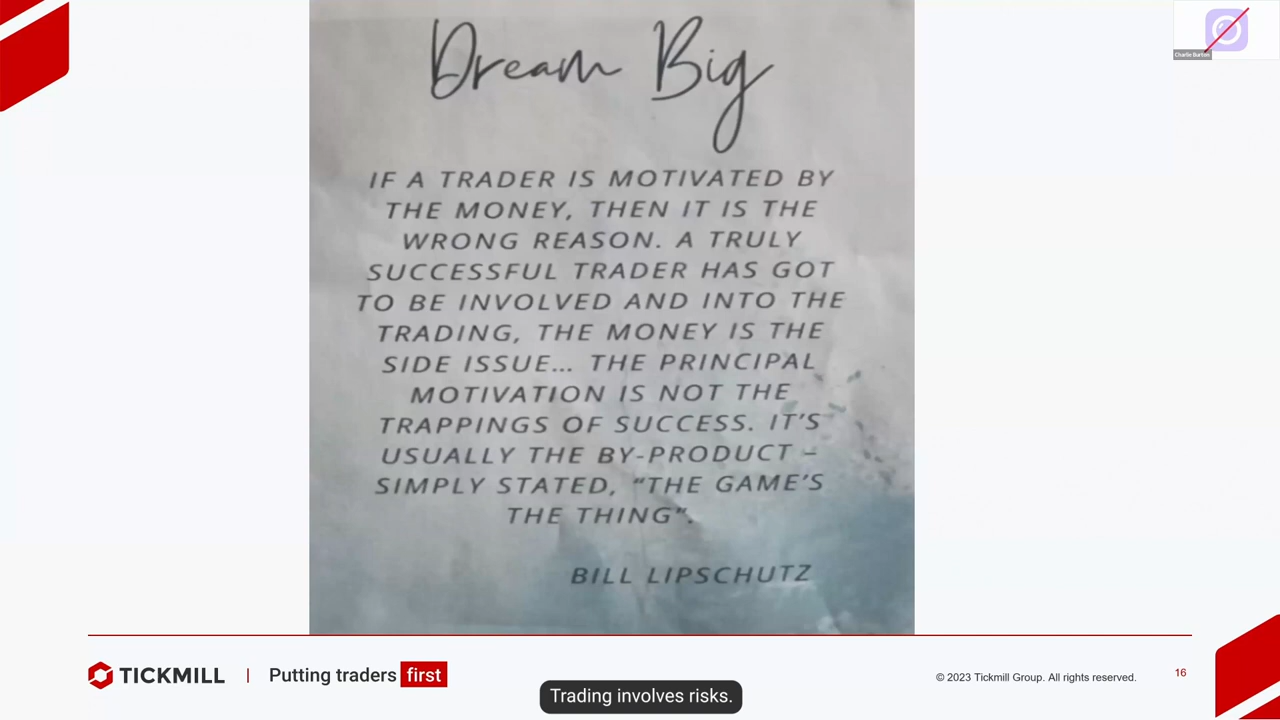 Dream Big
IF A TRADER IS MOTIVATED BY
THE MONEY, THEN IT IS THE
WRONG REASON. A TRULY
SUCCESSFUL TRADER HAS GOT
TO BE INVOLVED AND INTO THE
TRADING, THE MONEY IS THE
SIDE ISSUE... THE PRINCIPAL
MOTIVATION IS NOT THE
TRAPPINGS OF SUCCESS. IT'S
USUALLY THE BY-PRODUCT –
SIMPLY STATED, “THE GAME'S
THE THING”.
BILL LIPSCHUTZ
Charlie Burton
TICKMILL | Putting traders first
© 2023 Tickmill Group. All rights reserved.
16
Trading involves risks.